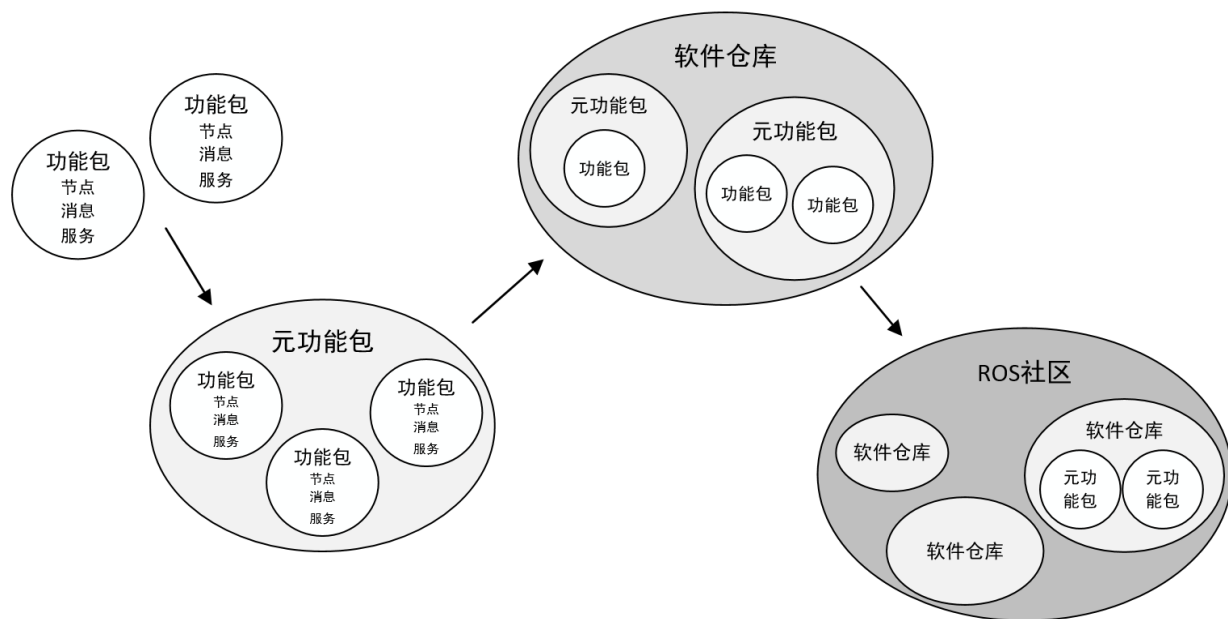 功能包
节点
消息
服务
功能包
节点
消息
服务
元功能包
功能包
节点
消息
服务
功能包
节点
消息
服务
功能包
节点
消息
服务
软件仓库
元功能包
功能包
元功能包
功能包
功能包
ROS社区
软件仓库
软件仓库
软件仓库
元功
能包
元功
能包